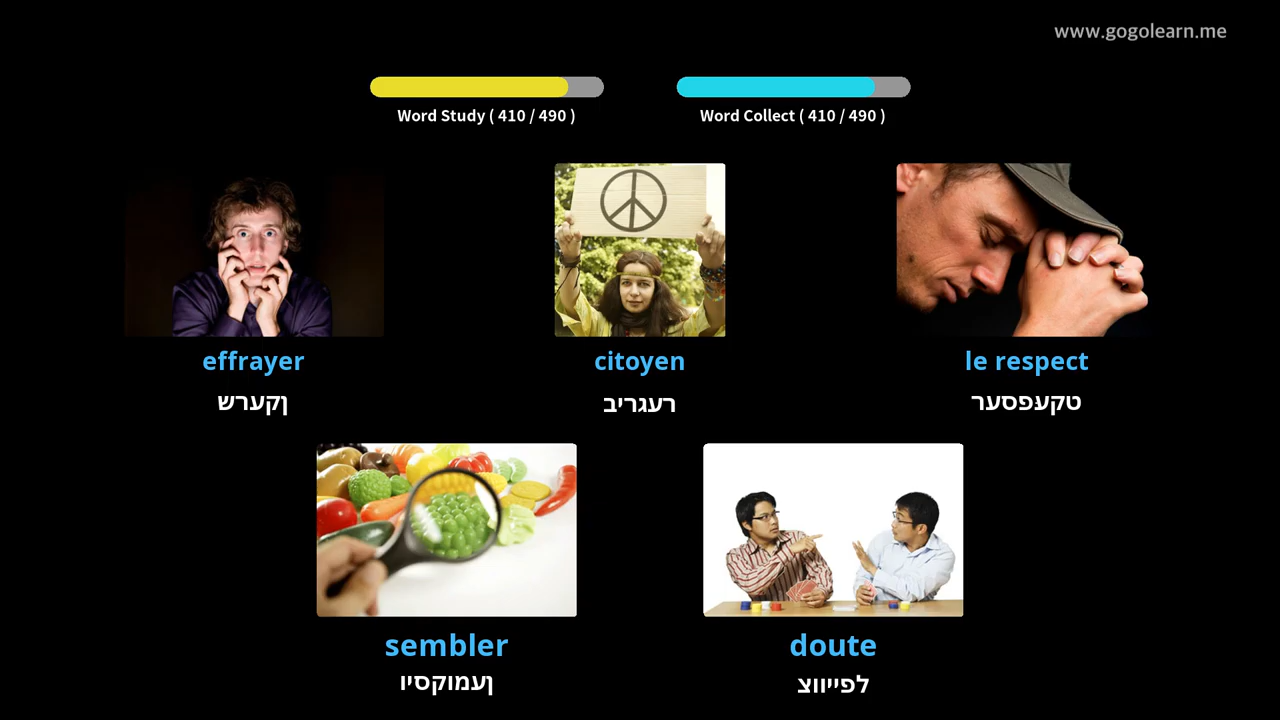 www.gogolearn.me
Word Study ( 410 / 490 )
Word Collect ( 410 / 490 )
effrayer
citoyen
le respect
ןקערש
רעגריב
טקעפסער
sembler
doute
ןעמוקסיו
לפייווצ